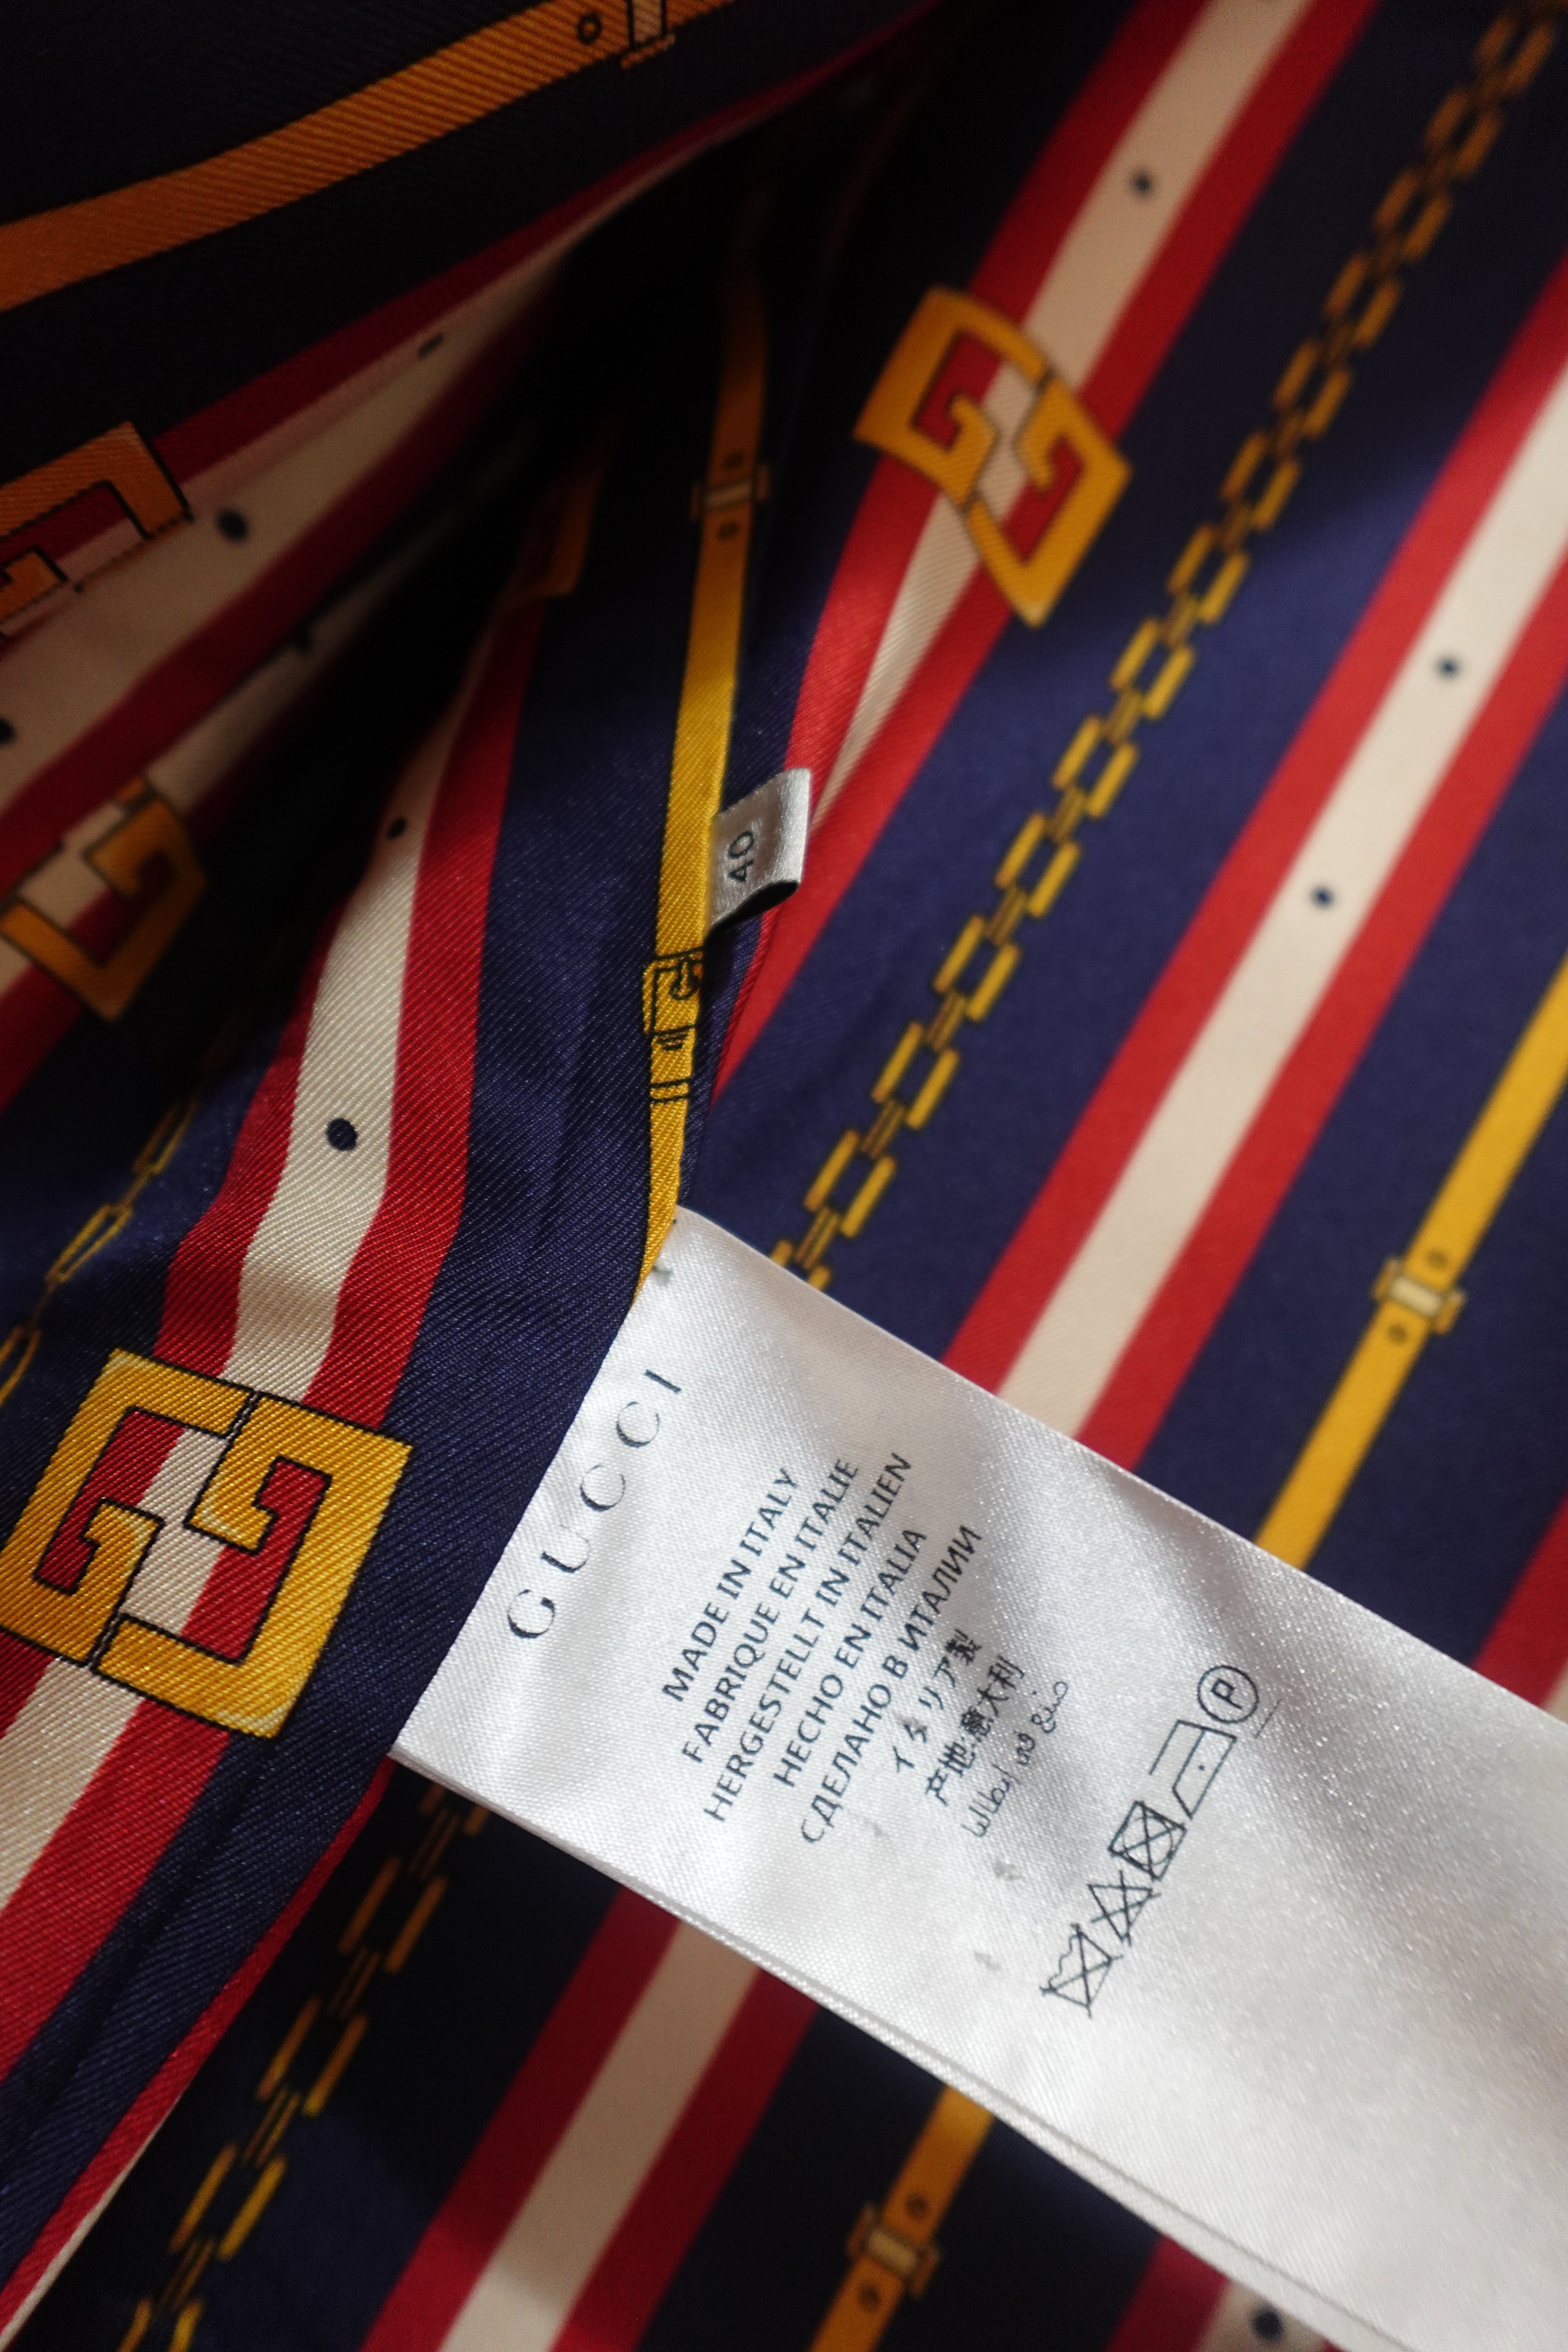 40
GUCCI
MADE IN ITALY
FABRIQUE EN ITALIE
HERGESTELLT IN ITALIEN
HECHO EN ITALIA
СДЕЛАНО В ИТАЛИИ
イタリア製
产地:意大利
صنع في إيطاليا
P